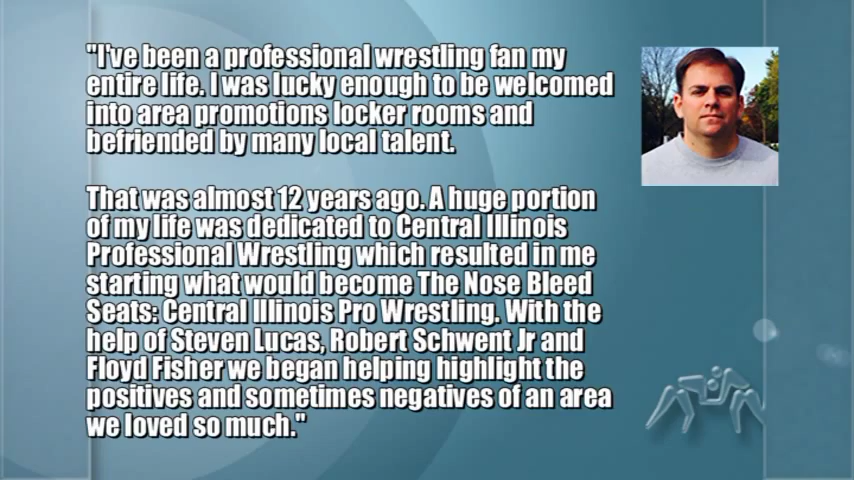 "I've been a professional wrestling fan my
entire life. I was lucky enough to be welcomed
into area promotions locker rooms and
befriended by many local talent.
That was almost 12 years ago. A huge portion
of my life was dedicated to Central Illinois
Professional Wrestling which resulted in me
starting what would become The Nose Bleed
Seats: Central Illinois Pro Wrestling. With the
help of Steven Lucas, Robert Schwent Jr and
Floyd Fisher we began helping highlight the
positives and sometimes negatives of an area
we loved so much."